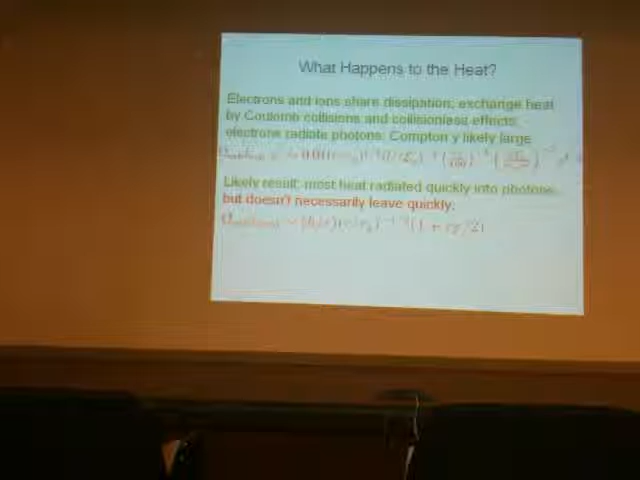 What Happens to the Heat?
Electrons and ions share dissipation; exchange heat
by Coulomb collisions and collisionless effects;
electrons radiate photons. Compton y likely large
Likely result: most heat radiated quickly into photons,
but doesn't necessarily leave quickly: